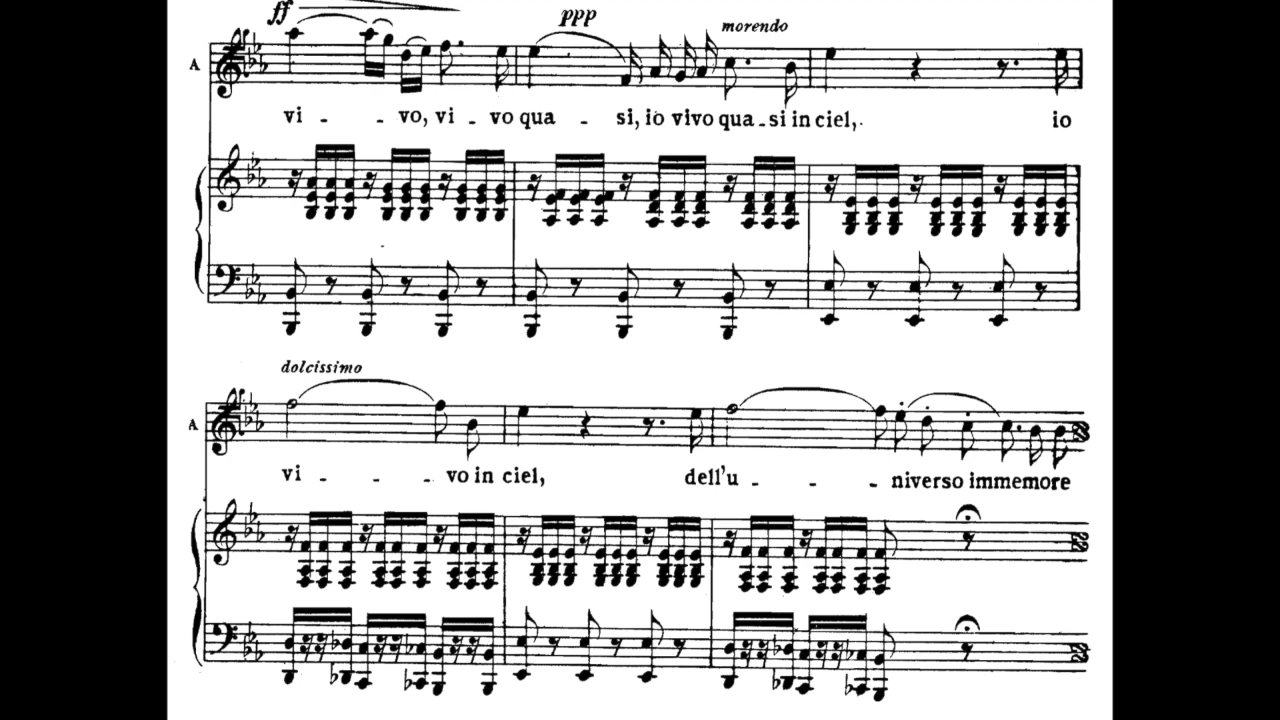 ff ppp morendo
A
vi - - vo, vi - vo qua - si, io vivo qua - si in ciel, io
dolcissimo
A
vi - - - vo in ciel, dell'u - - - niverso immemore